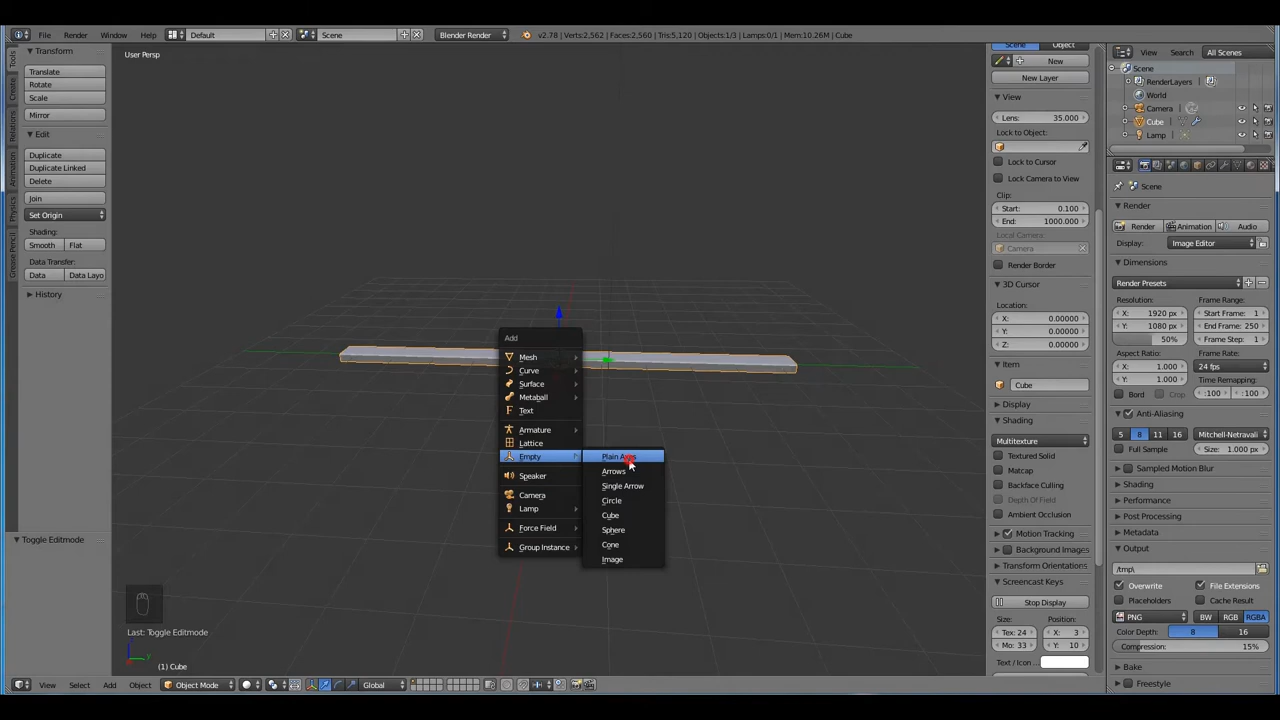 File Render Window Help Default Scene Blender Render v2.78 | Verts:2,562 | Faces:2,560 | Tris:5,120 | Objects:1/3 | Lamps:0/1 | Mem:10.26M | Cube
Transform
Translate
Rotate
Scale
Mirror
Edit
Duplicate
Duplicate Linked
Delete
Join
Set Origin
Shading:
Smooth Flat
Data Transfer:
Data Data Layo
History
Tools
Create
Relations
Animation
Physics
Grease Pencil
Toggle Editmode
User Persp
Add
Mesh
Curve
Surface
Metaball
Text
Armature
Lattice
Empty
Speaker
Camera
Lamp
Force Field
Group Instance
Plain Axes
Arrows
Single Arrow
Circle
Cube
Sphere
Cone
Image
Last: Toggle Editmode
(1) Cube
View Select Add Object Object Mode Global
Scene Object
New
New Layer
View
Lens: 35.000
Lock to Object:
Lock to Cursor
Lock Camera to View
Clip:
Start: 0.100
End: 1000.000
Local Camera:
Camera
Render Border
3D Cursor
Location:
X: 0.00000
Y: 0.00000
Z: 0.00000
Item
Cube
Display
Shading
Multitexture
Textured Solid
Matcap
Backface Culling
Depth Of Field
Ambient Occlusion
Motion Tracking
Background Images
Transform Orientations
Screencast Keys
Stop Display
Size: Position:
Tex: 24 X: 3
Mo: 33 Y: 10
Text / Icon
View Search All Scenes
Scene
RenderLayers
World
Camera
Cube
Lamp
Scene
Render
Render Animation Audio
Display: Image Editor
Dimensions
Render Presets
Resolution: Frame Range:
X: 1920 px Start Frame: 1
Y: 1080 px End Frame: 250
50% Frame Step: 1
Aspect Ratio: Frame Rate:
X: 1.000 24 fps
Y: 1.000 Time Remapping:
Bord Crop :100 :100
Anti-Aliasing
5 8 11 16 Mitchell-Netravali
Full Sample Size: 1.000 px
Sampled Motion Blur
Shading
Performance
Post Processing
Metadata
Output
/tmp\
Overwrite File Extensions
Placeholders Cache Result
PNG BW RGB RGBA
Color Depth: 8 16
Compression: 15%
Bake
Freestyle